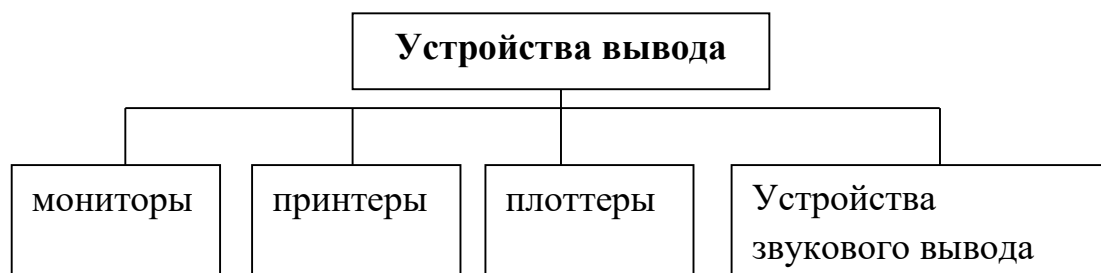 Устройства вывода
мониторы
принтеры
плоттеры
Устройства
звукового вывода